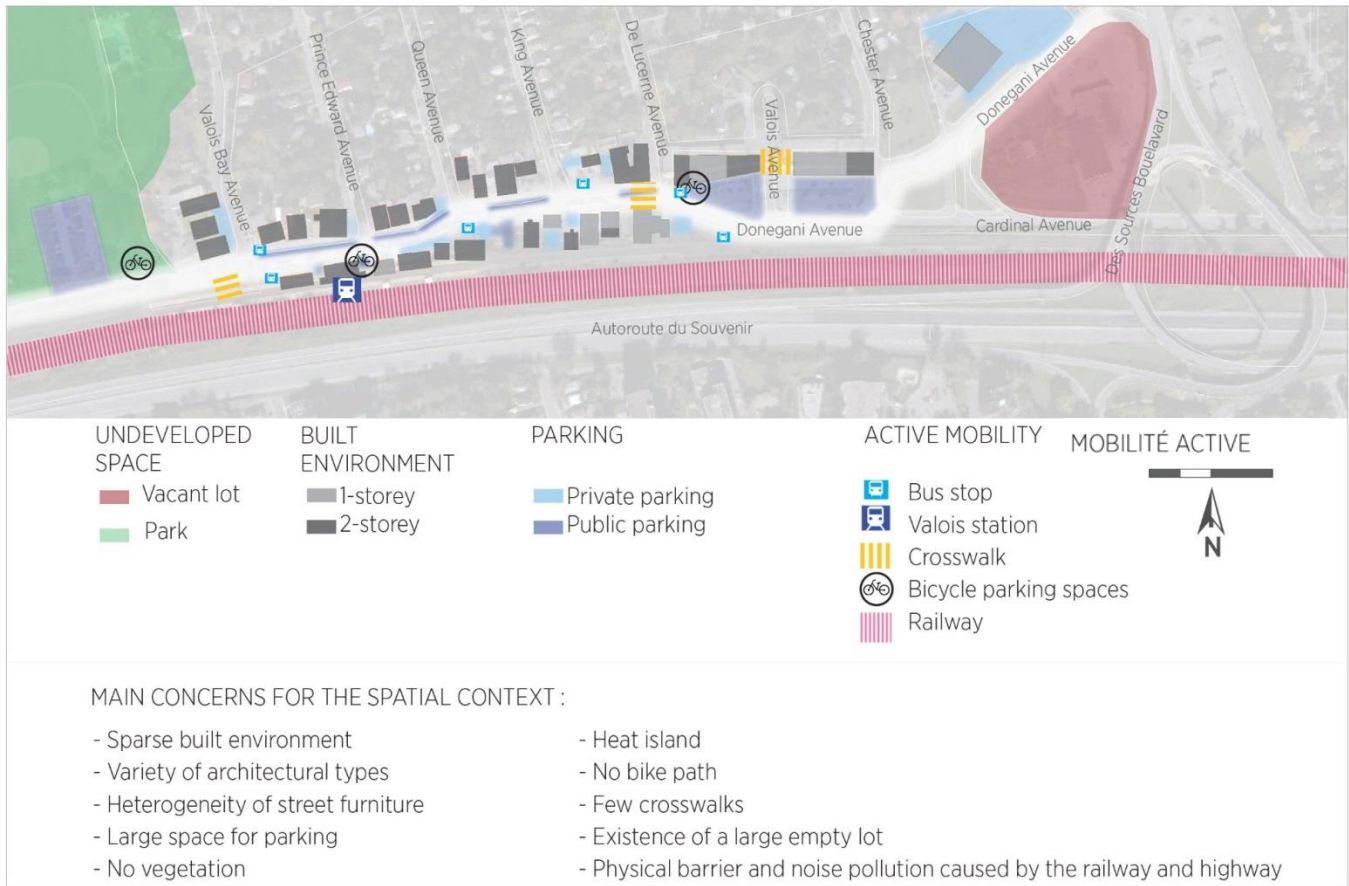 Valois Bay Avenue
Prince Edward Avenue
Queen Avenue
King Avenue
De Lucerne Avenue
Valois Avenue
Chester Avenue
Donegani Avenue
Des Sources Bouelavard
Donegani Avenue
Cardinal Avenue
Autoroute du Souvenir
UNDEVELOPED
SPACE
Vacant lot
Park
BUILT
ENVIRONMENT
1-storey
2-storey
PARKING
Private parking
Public parking
ACTIVE MOBILITY
Bus stop
Valois station
Crosswalk
Bicycle parking spaces
Railway
MOBILITÉ ACTIVE
N
MAIN CONCERNS FOR THE SPATIAL CONTEXT :
- Sparse built environment
- Variety of architectural types
- Heterogeneity of street furniture
- Large space for parking
- No vegetation
- Heat island
- No bike path
- Few crosswalks
- Existence of a large empty lot
- Physical barrier and noise pollution caused by the railway and highway